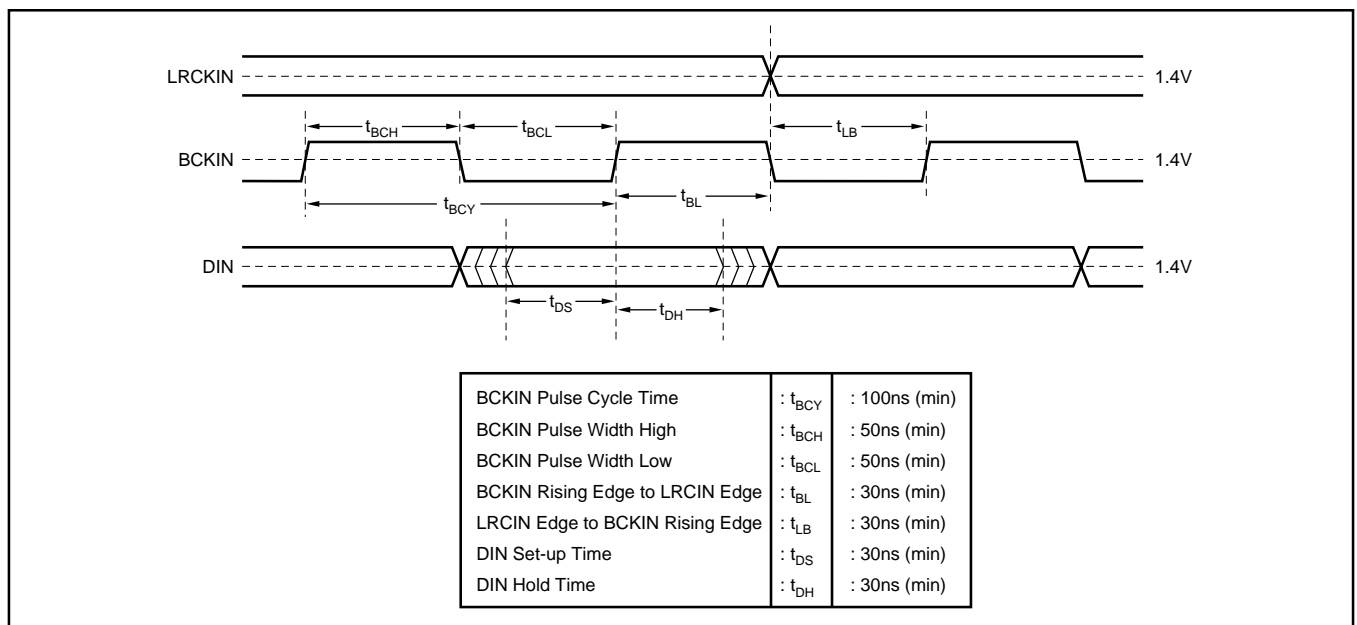 LRCKIN 1.4V
tBCH tBCL tLB
BCKIN 1.4V
tBCY tBL
DIN 1.4V
tDS tDH
BCKIN Pulse Cycle Time : tBCY : 100ns (min)
BCKIN Pulse Width High : tBCH : 50ns (min)
BCKIN Pulse Width Low : tBCL : 50ns (min)
BCKIN Rising Edge to LRCIN Edge : tBL : 30ns (min)
LRCIN Edge to BCKIN Rising Edge : tLB : 30ns (min)
DIN Set-up Time : tDS : 30ns (min)
DIN Hold Time : tDH : 30ns (min)